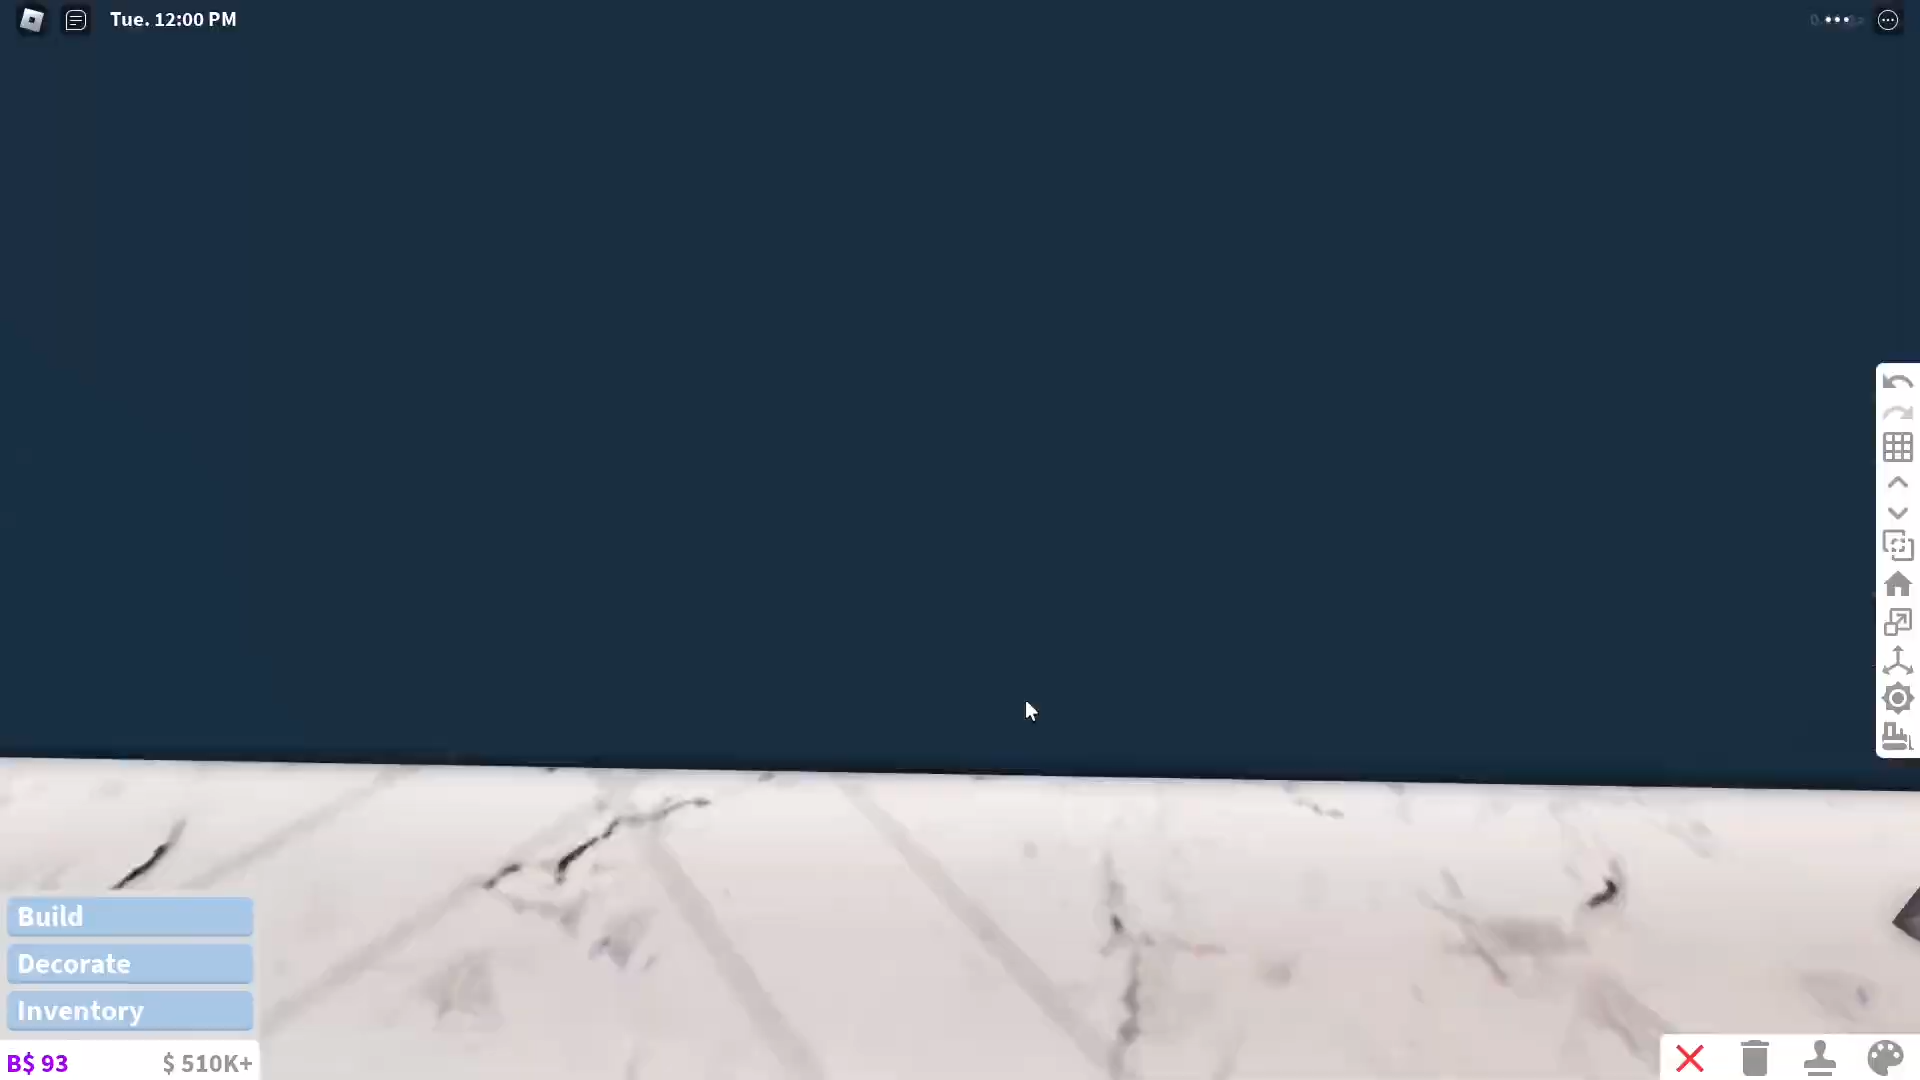 Tue. 12:00 PM
Build
Decorate
Inventory
B$ 93 $ 510K+